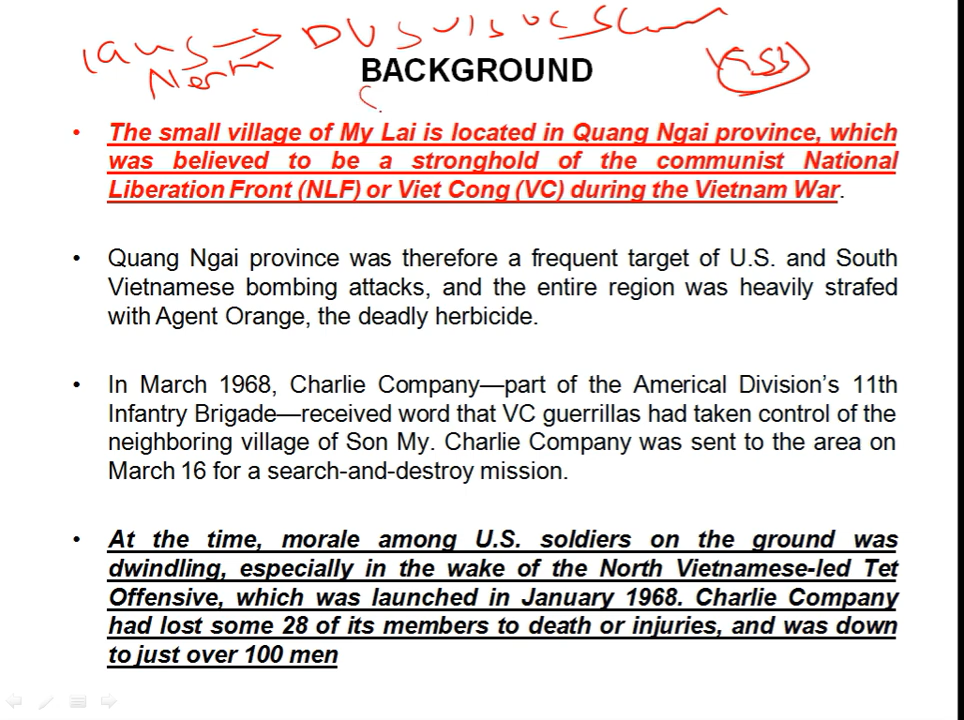 North
BACKGROUND
• The small village of My Lai is located in Quang Ngai province, which
was believed to be a stronghold of the communist National
Liberation Front (NLF) or Viet Cong (VC) during the Vietnam War.
• Quang Ngai province was therefore a frequent target of U.S. and South
Vietnamese bombing attacks, and the entire region was heavily strafed
with Agent Orange, the deadly herbicide.
• In March 1968, Charlie Company—part of the Americal Division’s 11th
Infantry Brigade—received word that VC guerrillas had taken control of the
neighboring village of Son My. Charlie Company was sent to the area on
March 16 for a search-and-destroy mission.
• At the time, morale among U.S. soldiers on the ground was
dwindling, especially in the wake of the North Vietnamese-led Tet
Offensive, which was launched in January 1968. Charlie Company
had lost some 28 of its members to death or injuries, and was down
to just over 100 men